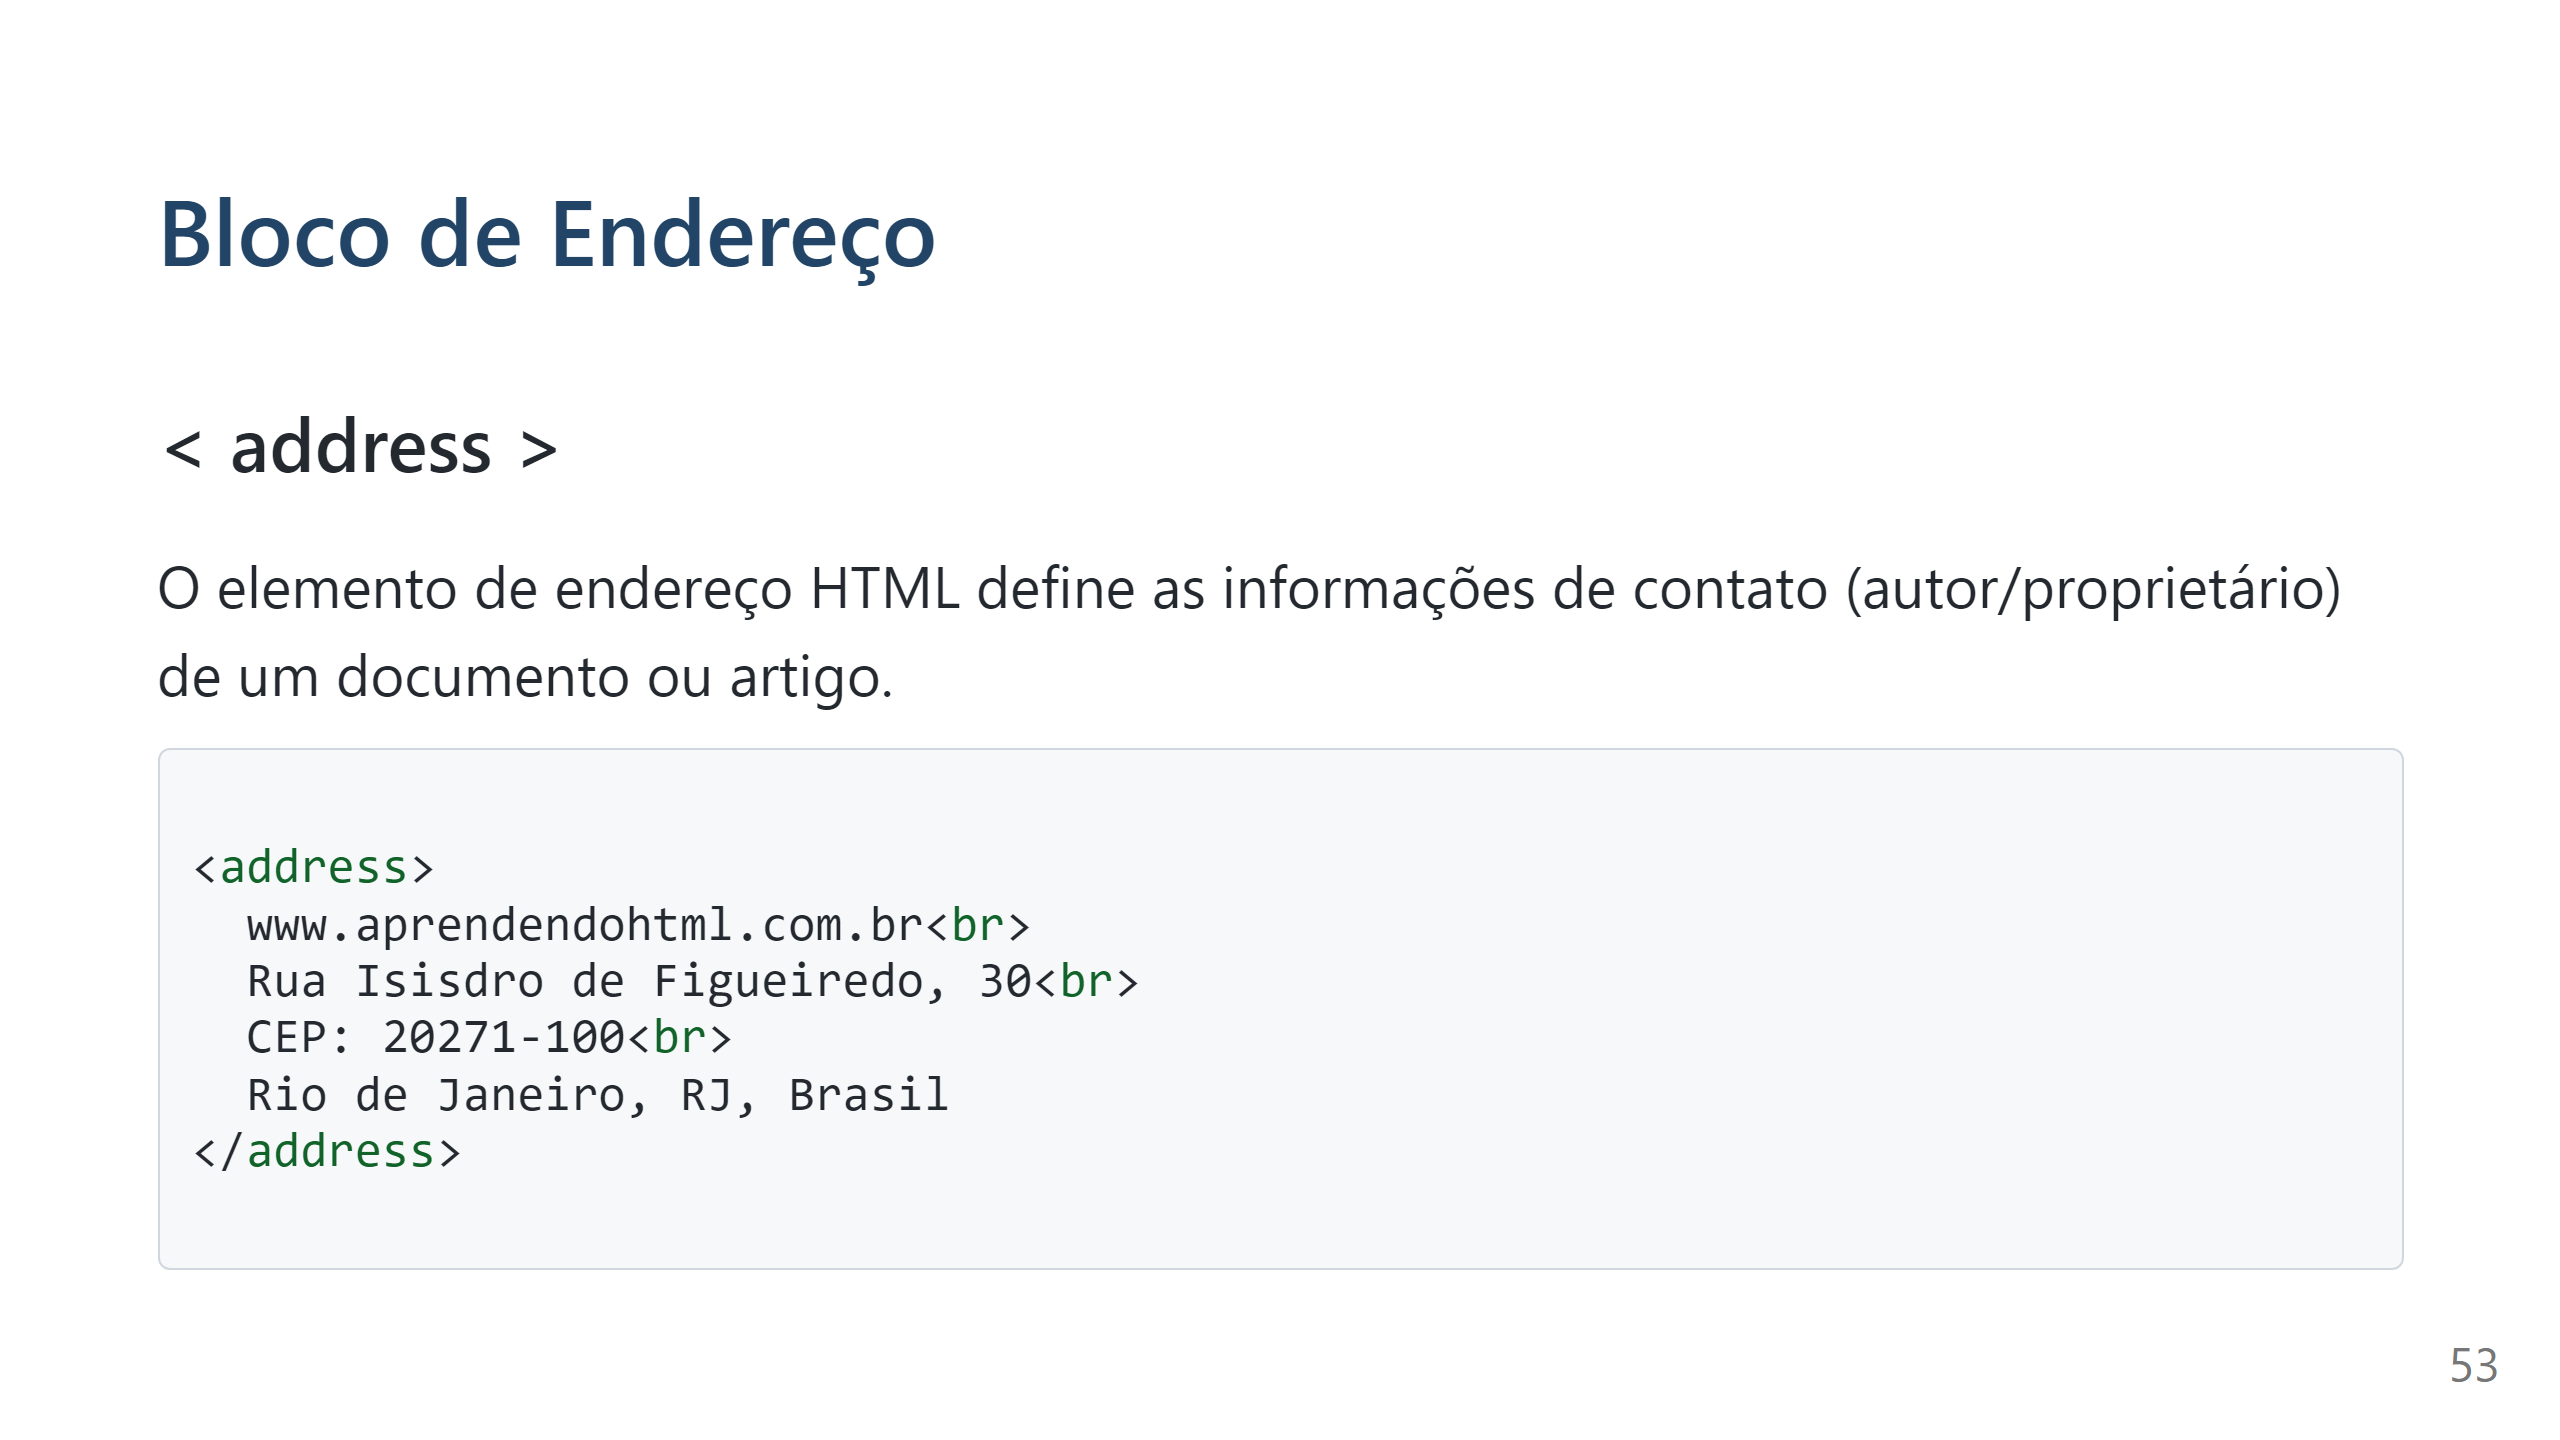 Bloco de Endereço
< address >
O elemento de endereço HTML define as informações de contato (autor/proprietário)
de um documento ou artigo.
<address>
  www.aprendendohtml.com.br<br>
  Rua Isisdro de Figueiredo, 30<br>
  CEP: 20271-100<br>
  Rio de Janeiro, RJ, Brasil
</address>
53